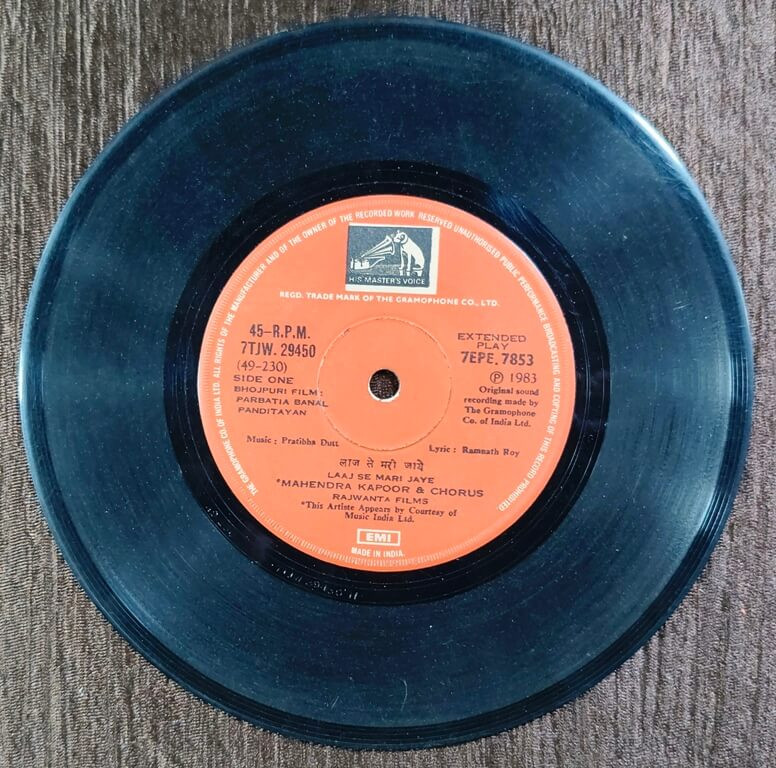 THE GRAMOPHONE CO. OF INDIA LTD. ALL RIGHTS OF THE MANUFACTURER AND OF THE OWNER OF THE RECORDED WORK RESERVED UNAUTHORISED PUBLIC PERFORMANCE BROADCASTING AND COPYING OF THIS RECORD PROHIBITED
HIS MASTER'S VOICE
REGD. TRADE MARK OF THE GRAMOPHONE CO., LTD.
45-R.P.M.
7TJW. 29450
(49-230)
SIDE ONE
BHOJPURI FILM:
PARBATIA BANAL
PANDITAYAN
EXTENDED
PLAY
7EPE. 7853
Ⓟ 1983
Original sound
recording made by
The Gramophone
Co. of India Ltd.
Music : Pratibha Dutt
Lyric : Ramnath Roy
लाज से मरी जाये
LAAJ SE MARI JAYE
*MAHENDRA KAPOOR & CHORUS
RAJWANTA FILMS
*This Artiste Appears by Courtesy of
Music India Ltd.
EMI
MADE IN INDIA.